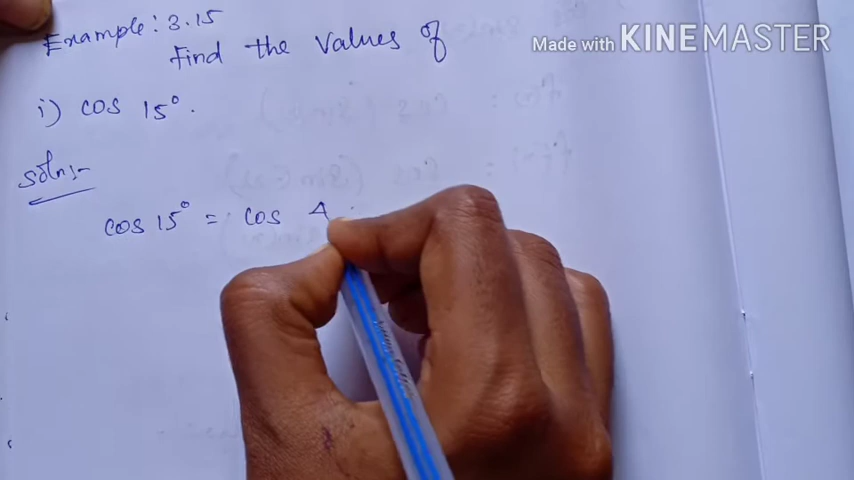 Example: 3.15
Find the Values of
Made with KINEMASTER
i) cos 15°.
Soln:-
cos 15° = cos 4